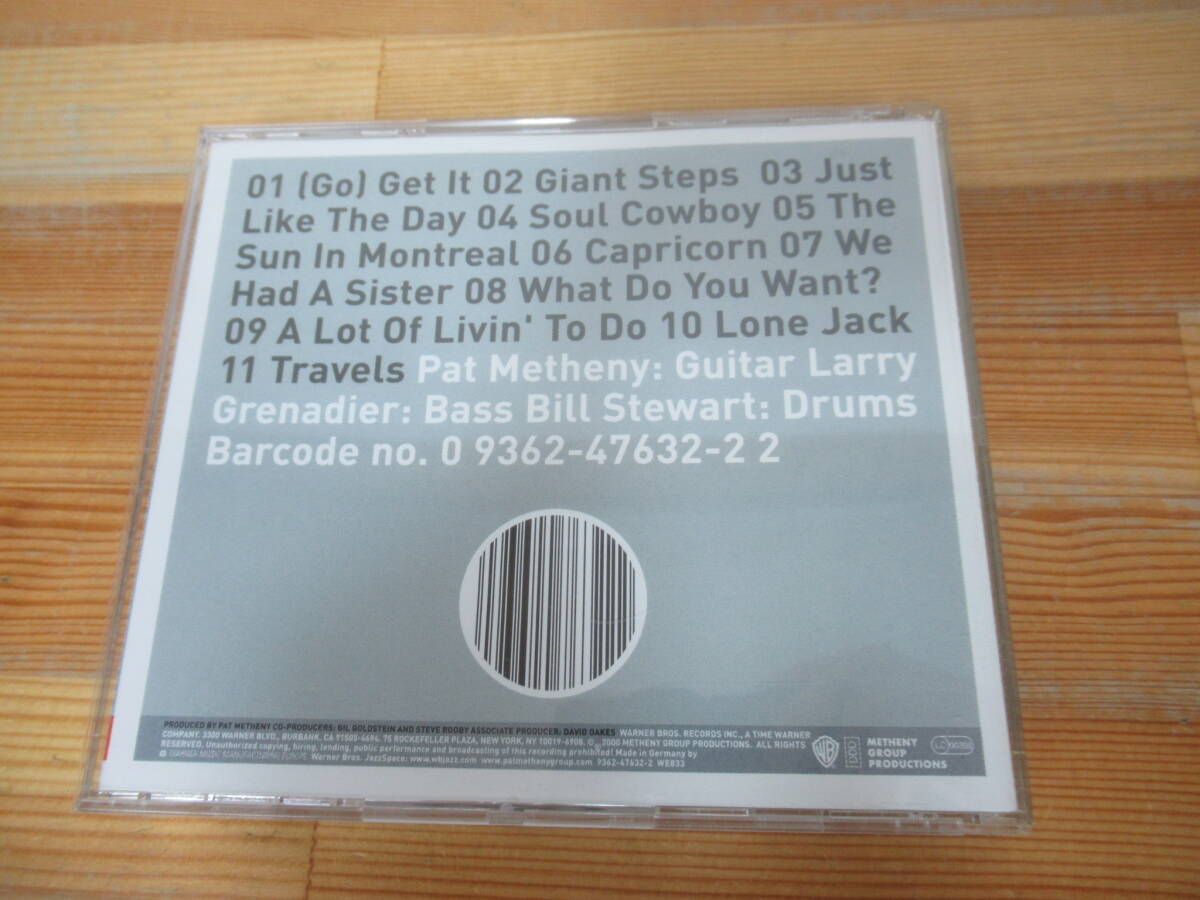 01 (Go) Get It 02 Giant Steps 03 Just
Like The Day 04 Soul Cowboy 05 The
Sun In Montreal 06 Capricorn 07 We
Had A Sister 08 What Do You Want?
09 A Lot Of Livin' To Do 10 Lone Jack
11 Travels Pat Metheny: Guitar Larry
Grenadier: Bass Bill Stewart: Drums
Barcode no. 0 9362-47632-2 2
PRODUCED BY PAT METHENY CO-PRODUCERS: GIL GOLDSTEIN AND STEVE RODBY ASSOCIATE PRODUCER: DAVID OAKES WARNER BROS. RECORDS INC., A TIME WARNER
COMPANY. 3300 WARNER BLVD., BURBANK, CA 91505-4694. 75 ROCKEFELLER PLAZA, NEW YORK, NY 10019-6908. © 2000 METHENY GROUP PRODUCTIONS. ALL RIGHTS
RESERVED. Unauthorized copying, hiring, lending, public performance and broadcasting of this recording prohibited! Made in Germany by
Warner Bros. JazzSpace: www.wbjazz.com www.palmethenygroup.com 9362-47632-2 WE833
WB
METHENY
GROUP
PRODUCTIONS
LC